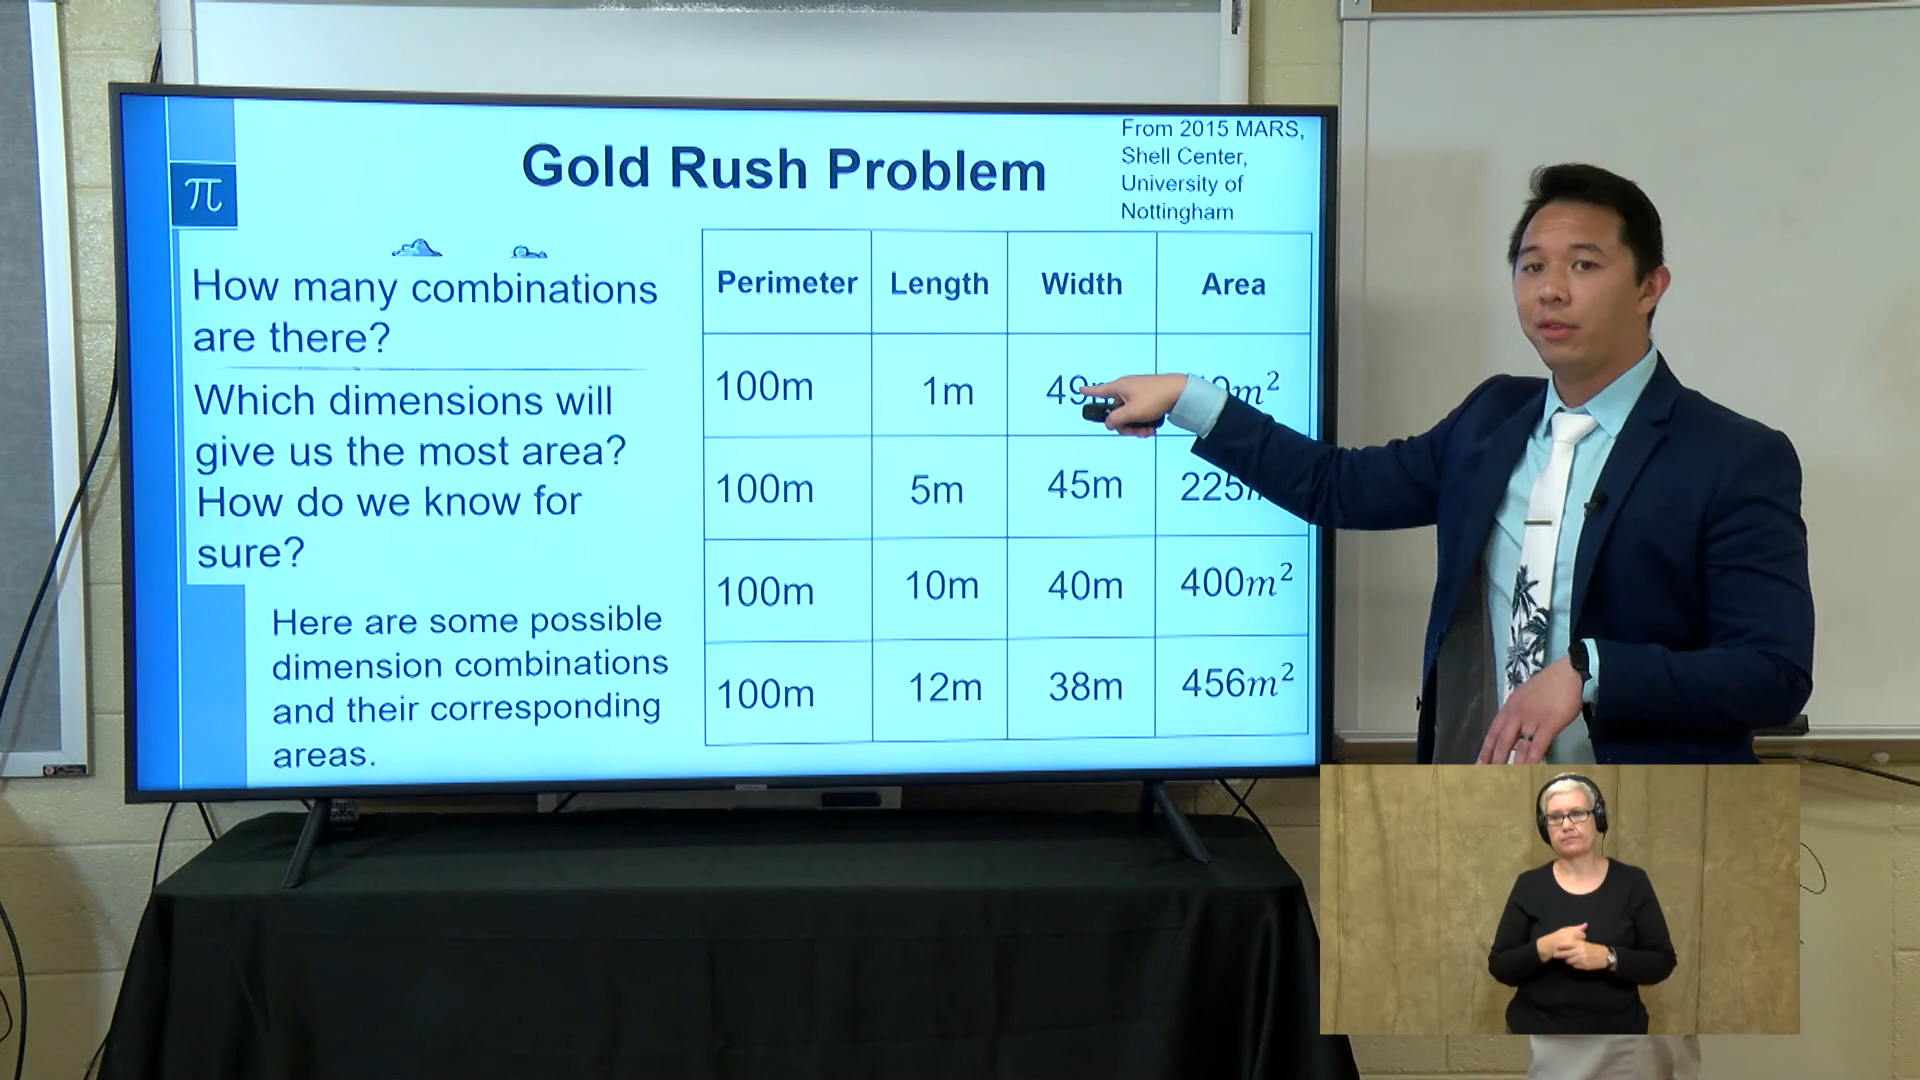 π
Gold Rush Problem
From 2015 MARS,
Shell Center,
University of
Nottingham
How many combinations
are there?
Which dimensions will
give us the most area?
How do we know for
sure?
Here are some possible
dimension combinations
and their corresponding
areas.
Perimeter Length Width Area
100m 1m
100m 5m 45m
100m 10m 40m 400m²
100m 12m 38m 456m²